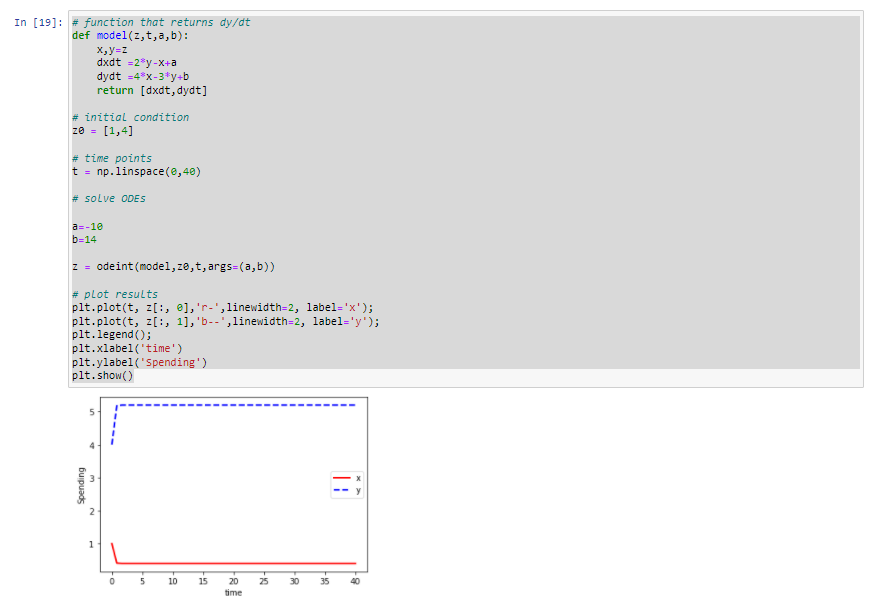 In [19]: # function that returns dy/dt
def model(z,t,a,b):
    x,y=z
    dxdt =2*y-x+a
    dydt =4*x-3*y+b
    return [dxdt,dydt]
# initial condition
z0 = [1,4]
# time points
t = np.linspace(0,40)
# solve ODEs
a=-10
b=14
z = odeint(model,z0,t,args=(a,b))
# plot results
plt.plot(t, z[:, 0],'r-',linewidth=2, label='x');
plt.plot(t, z[:, 1],'b--',linewidth=2, label='y');
plt.legend();
plt.xlabel('time')
plt.ylabel('Spending')
plt.show()
5
4
3
2
1
Spending
x
y
0 5 10 15 20 25 30 35 40
time